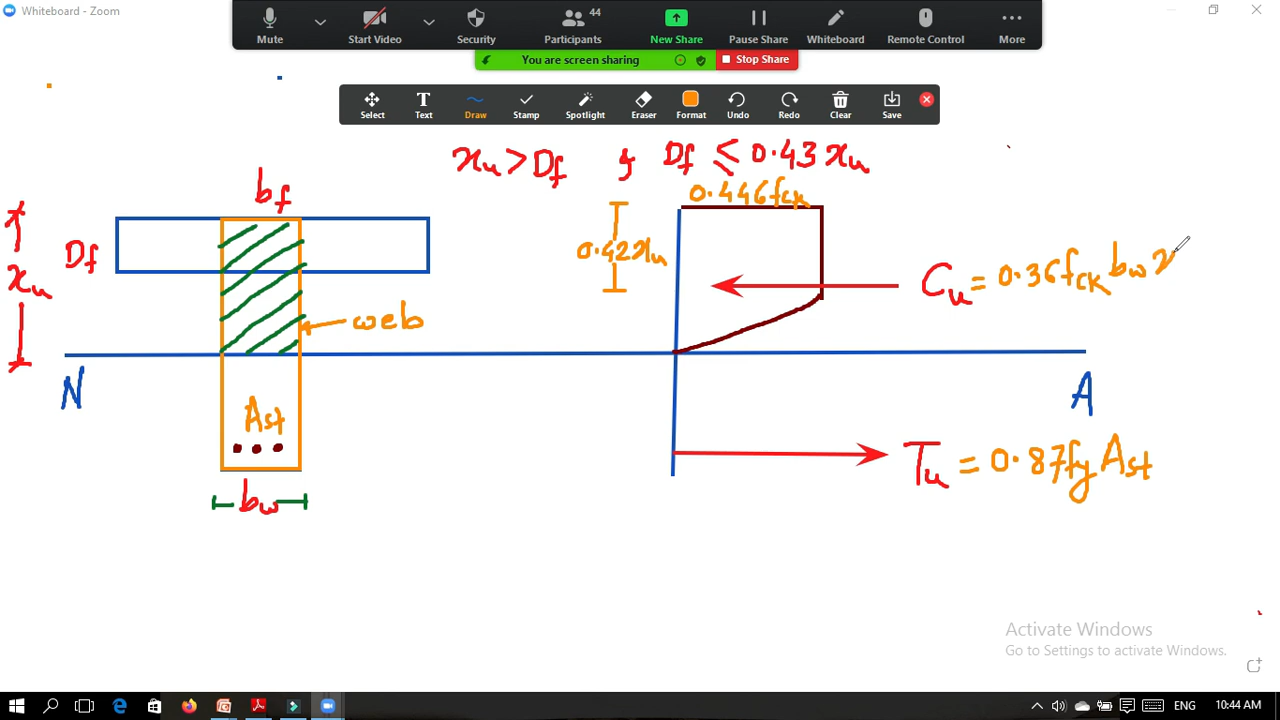 Whiteboard - Zoom
44
Mute
Start Video
Security
Participants
New Share
Pause Share
Whiteboard
Remote Control
More
You are screen sharing
Stop Share
Select
Text
Draw
Stamp
Spotlight
Eraser
Format
Undo
Redo
Clear
Save
xu > Df & Df ≤ 0.43 xu
bf
0.446fck
Df
0.42xu
xu
Cu = 0.36fck bw x
web
N
A
Ast
Tu = 0.87fy Ast
bw
Activate Windows
Go to Settings to activate Windows.
ENG
10:44 AM